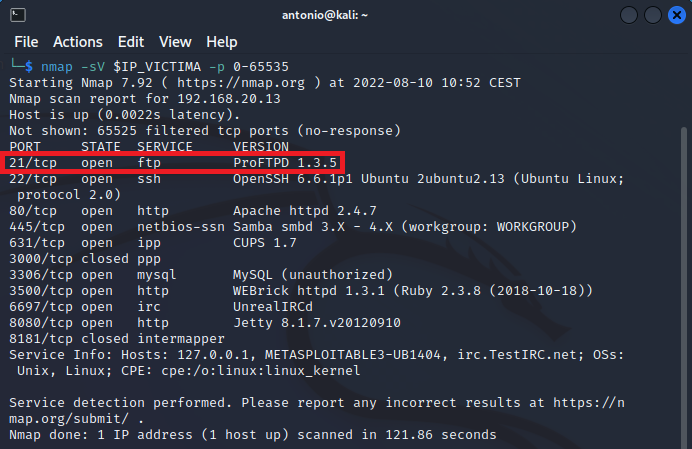 antonio@kali: ~
File Actions Edit View Help
└─$ nmap -sV $IP_VICTIMA -p 0-65535
Starting Nmap 7.92 ( https://nmap.org ) at 2022-08-10 10:52 CEST
Nmap scan report for 192.168.20.13
Host is up (0.0022s latency).
Not shown: 65525 filtered tcp ports (no-response)
PORT     STATE  SERVICE     VERSION
21/tcp   open   ftp         ProFTPD 1.3.5
22/tcp   open   ssh         OpenSSH 6.6.1p1 Ubuntu 2ubuntu2.13 (Ubuntu Linux;
 protocol 2.0)
80/tcp   open   http        Apache httpd 2.4.7
445/tcp  open   netbios-ssn Samba smbd 3.X - 4.X (workgroup: WORKGROUP)
631/tcp  open   ipp         CUPS 1.7
3000/tcp closed ppp
3306/tcp open   mysql       MySQL (unauthorized)
3500/tcp open   http        WEBrick httpd 1.3.1 (Ruby 2.3.8 (2018-10-18))
6697/tcp open   irc         UnrealIRCd
8080/tcp open   http        Jetty 8.1.7.v20120910
8181/tcp closed intermapper
Service Info: Hosts: 127.0.0.1, METASPLOITABLE3-UB1404, irc.TestIRC.net; OSs:
 Unix, Linux; CPE: cpe:/o:linux:linux_kernel
Service detection performed. Please report any incorrect results at https://n
map.org/submit/ .
Nmap done: 1 IP address (1 host up) scanned in 121.86 seconds